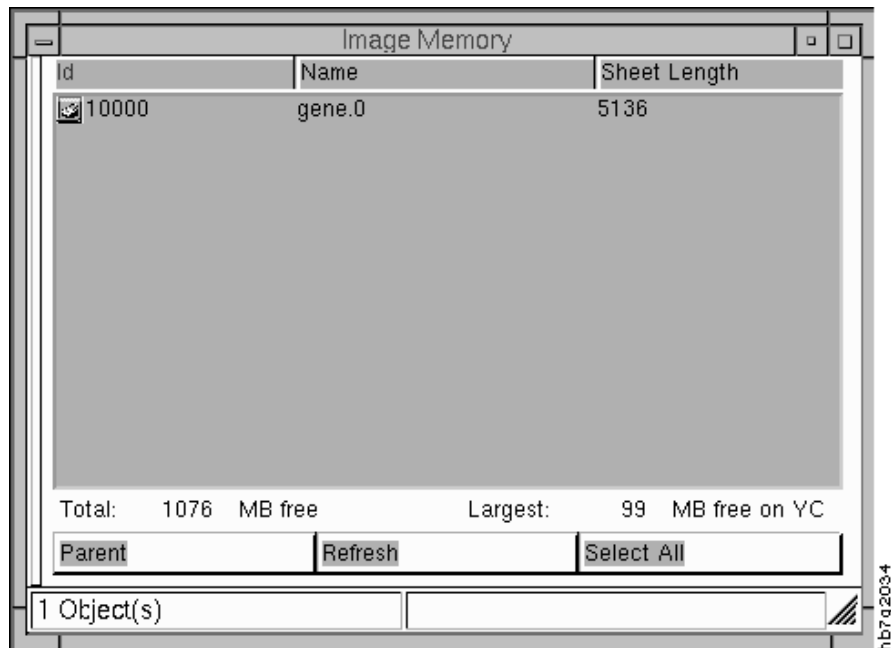 Image Memory
Id Name Sheet Length
10000 gene.0 5136
Total: 1076 MB free Largest: 99 MB free on YC
Parent Refresh Select All
1 Object(s)
hb7q2034